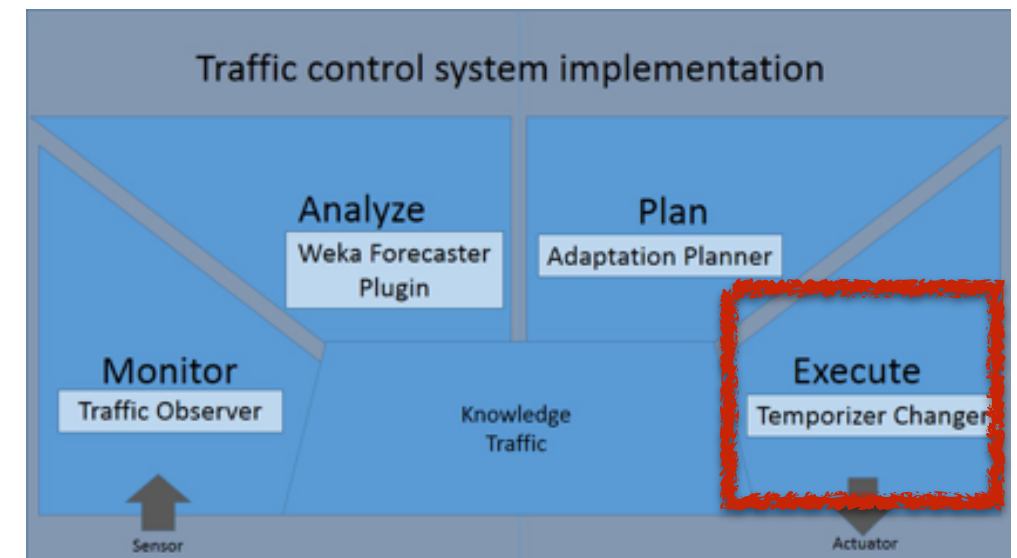 Traffic control system implementation
Analyze
Weka Forecaster
Plugin
Plan
Adaptation Planner
Monitor
Traffic Observer
Knowledge
Traffic
Execute
Temporizer Changer
Sensor
Actuator